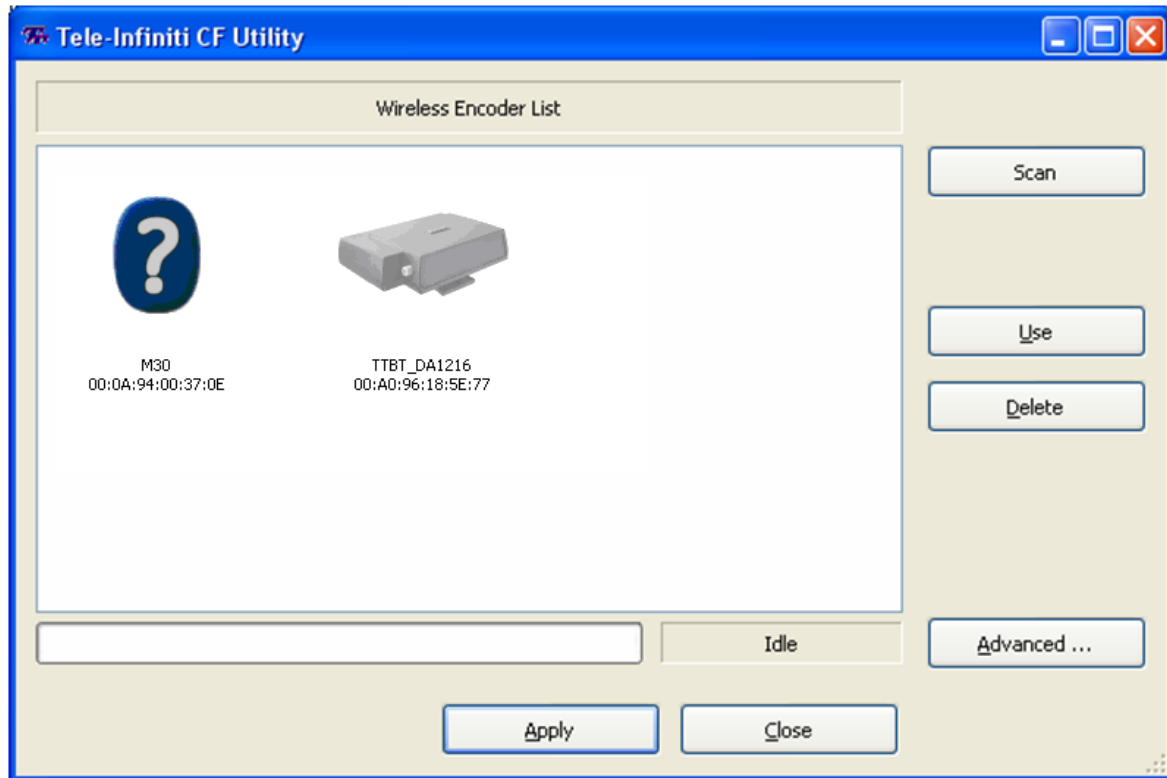 Tele-Infiniti CF Utility
Wireless Encoder List
Scan
?
M30
00:0A:94:00:37:0E
TTBT_DA1216
00:A0:96:18:5E:77
Use
Delete
Idle
Advanced ...
Apply
Close